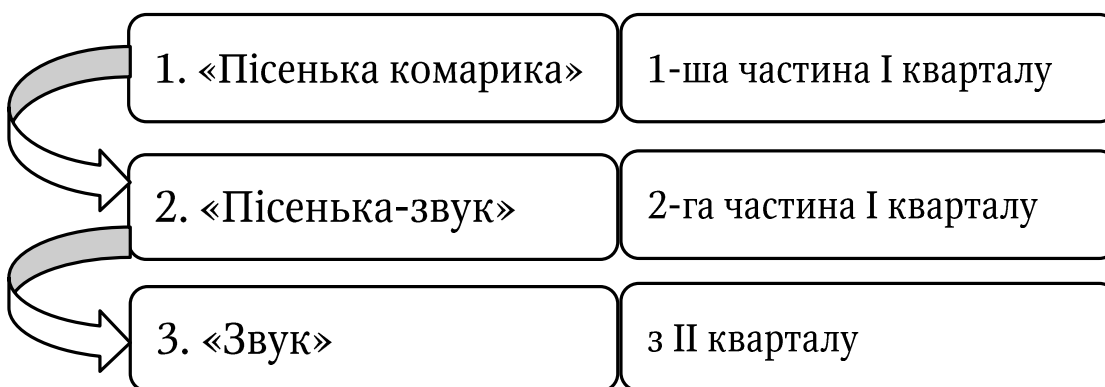 1. «Пісенька комарика»
1-ша частина І кварталу
2. «Пісенька-звук»
2-га частина І кварталу
3. «Звук»
з ІІ кварталу